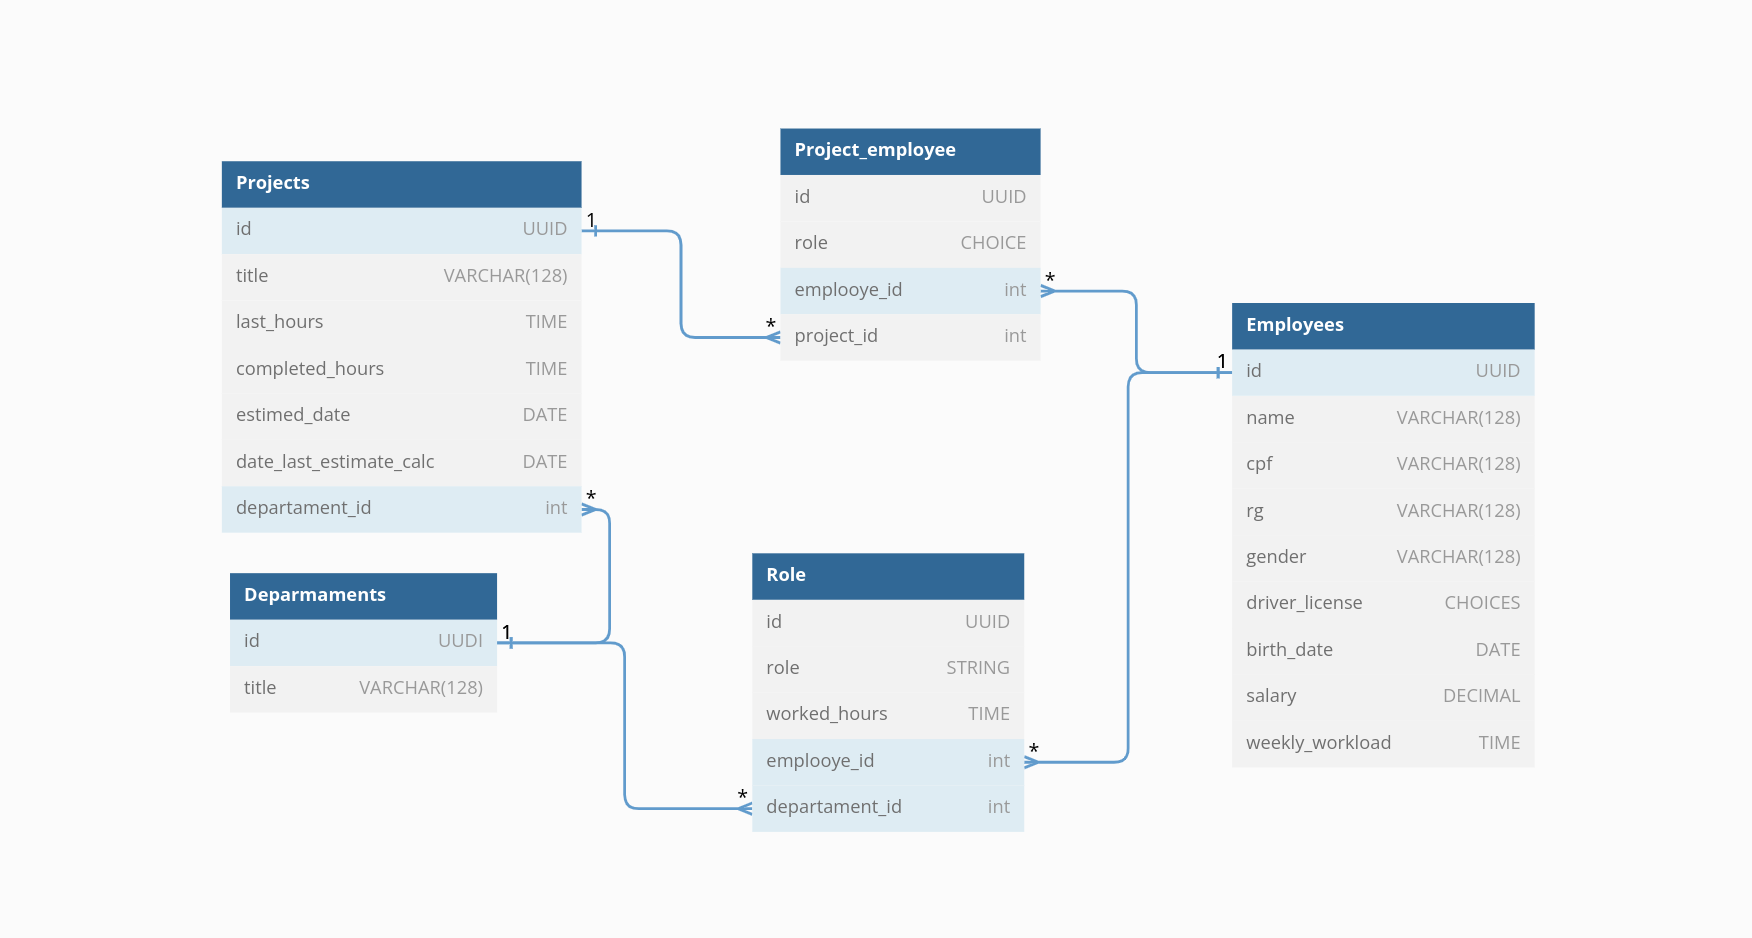 Projects
id UUID
title VARCHAR(128)
last_hours TIME
completed_hours TIME
estimed_date DATE
date_last_estimate_calc DATE
departament_id int
1
*
Deparmaments
id UUDI
title VARCHAR(128)
1
Project_employee
id UUID
role CHOICE
emplooye_id int
project_id int
*
*
Role
id UUID
role STRING
worked_hours TIME
emplooye_id int
departament_id int
*
*
Employees
1
id UUID
name VARCHAR(128)
cpf VARCHAR(128)
rg VARCHAR(128)
gender VARCHAR(128)
driver_license CHOICES
birth_date DATE
salary DECIMAL
weekly_workload TIME